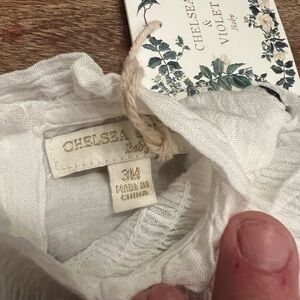 CHELSEA
&
VIOLET
Baby
CHELSEA
Baby
3M
MADE IN
CHINA